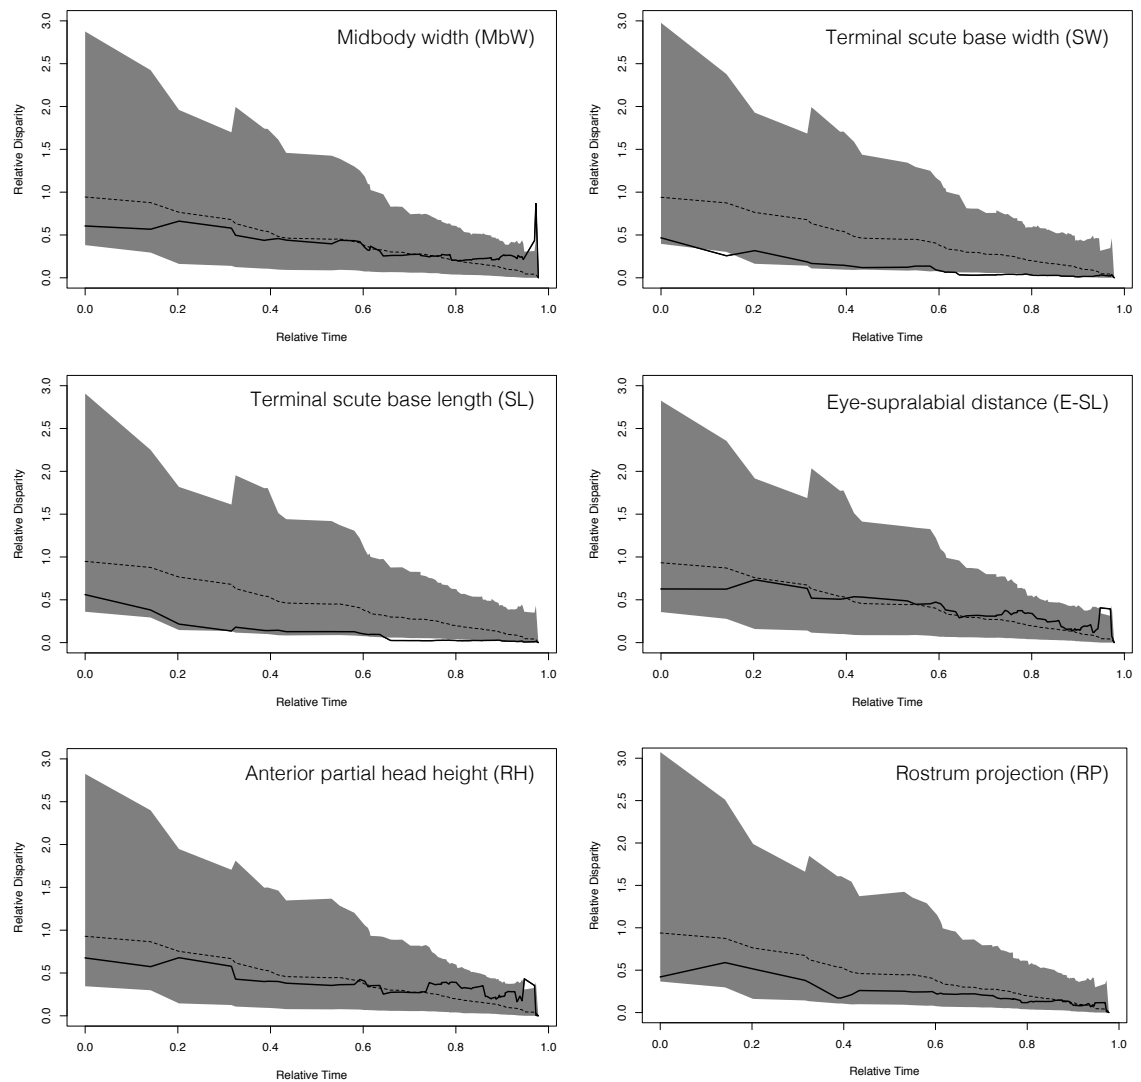 Midbody width (MbW)
Relative Disparity
0.0 0.5 1.0 1.5 2.0 2.5 3.0
0.0 0.2 0.4 0.6 0.8 1.0
Relative Time
Terminal scute base width (SW)
Relative Disparity
0.0 0.5 1.0 1.5 2.0 2.5 3.0
0.0 0.2 0.4 0.6 0.8 1.0
Relative Time
Terminal scute base length (SL)
Relative Disparity
0.0 0.5 1.0 1.5 2.0 2.5 3.0
0.0 0.2 0.4 0.6 0.8 1.0
Relative Time
Eye-supralabial distance (E-SL)
Relative Disparity
0.0 0.5 1.0 1.5 2.0 2.5 3.0
0.0 0.2 0.4 0.6 0.8 1.0
Relative Time
Anterior partial head height (RH)
Relative Disparity
0.0 0.5 1.0 1.5 2.0 2.5 3.0
0.0 0.2 0.4 0.6 0.8 1.0
Relative Time
Rostrum projection (RP)
Relative Disparity
0.0 0.5 1.0 1.5 2.0 2.5 3.0
0.0 0.2 0.4 0.6 0.8 1.0
Relative Time